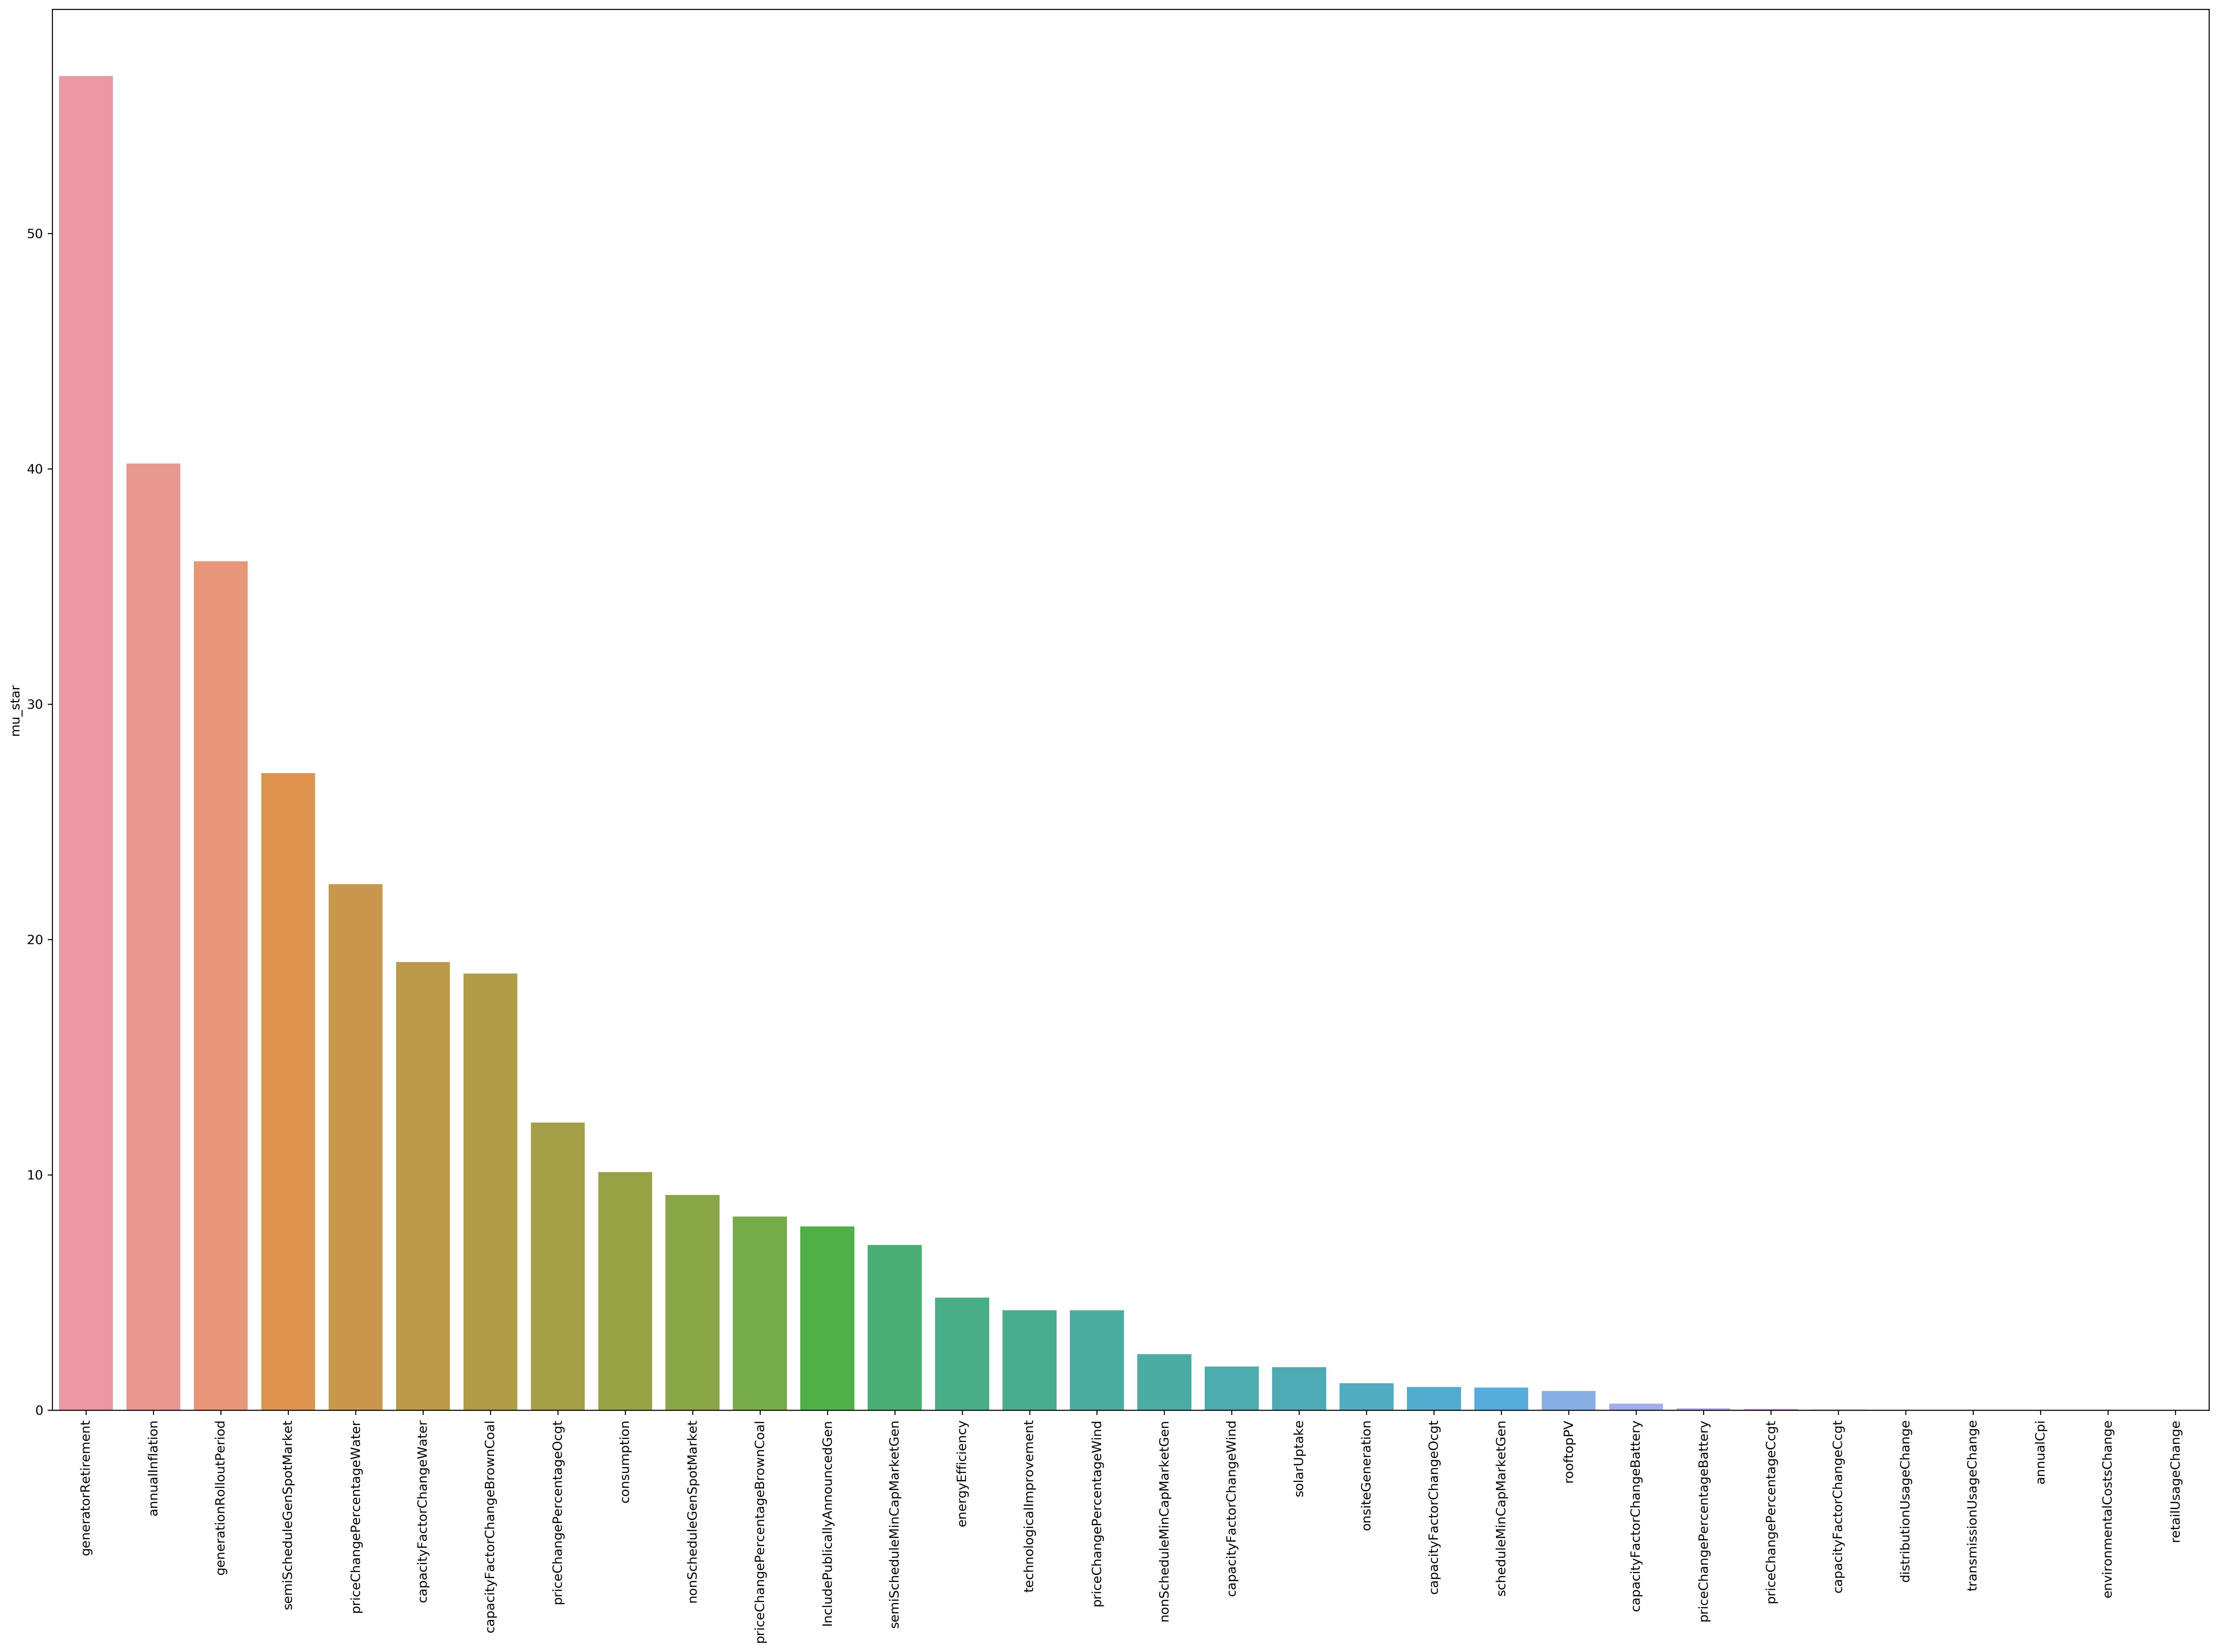 mu_star
50
40
30
20
10
0
generatorRetirement
annualInflation
generationRolloutPeriod
semiScheduleGenSpotMarket
priceChangePercentageWater
capacityFactorChangeWater
capacityFactorChangeBrownCoal
priceChangePercentageOcgt
consumption
nonScheduleGenSpotMarket
priceChangePercentageBrownCoal
IncludePublicallyAnnouncedGen
semiScheduleMinCapMarketGen
energyEfficiency
technologicalImprovement
priceChangePercentageWind
nonScheduleMinCapMarketGen
capacityFactorChangeWind
solarUptake
onsiteGeneration
capacityFactorChangeOcgt
scheduleMinCapMarketGen
rooftopPV
capacityFactorChangeBattery
priceChangePercentageBattery
priceChangePercentageCcgt
capacityFactorChangeCcgt
distributionUsageChange
transmissionUsageChange
annualCpi
environmentalCostsChange
retailUsageChange